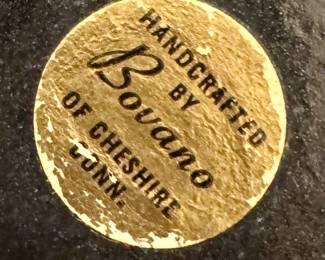 HANDCRAFTED
BY
Bovano
OF CHESHIRE
CONN.